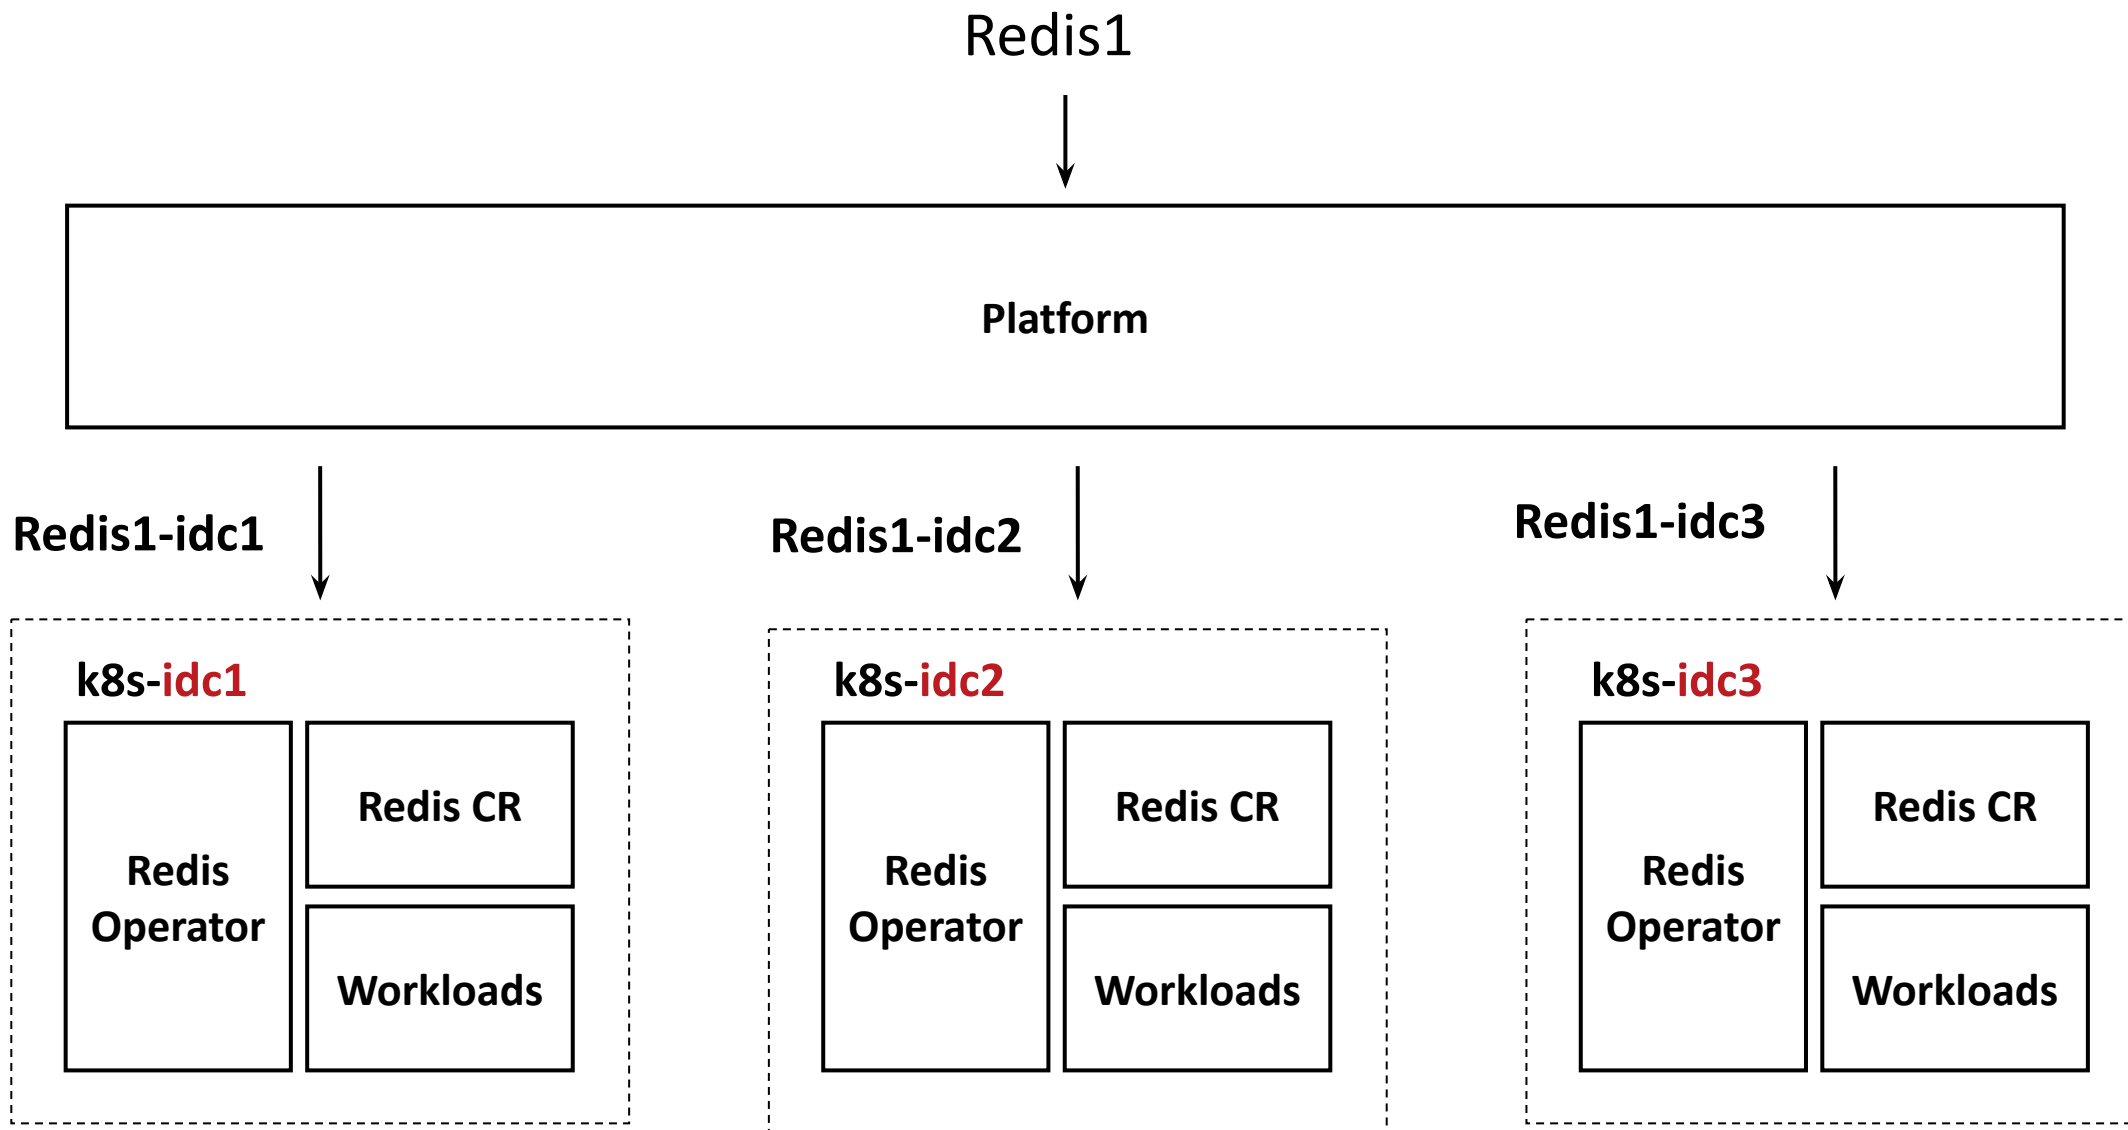 Redis1
Platform
Redis1-idc1
Redis1-idc2
Redis1-idc3
k8s-idc1
Redis
Operator
Redis CR
Workloads
k8s-idc2
Redis
Operator
Redis CR
Workloads
k8s-idc3
Redis
Operator
Redis CR
Workloads